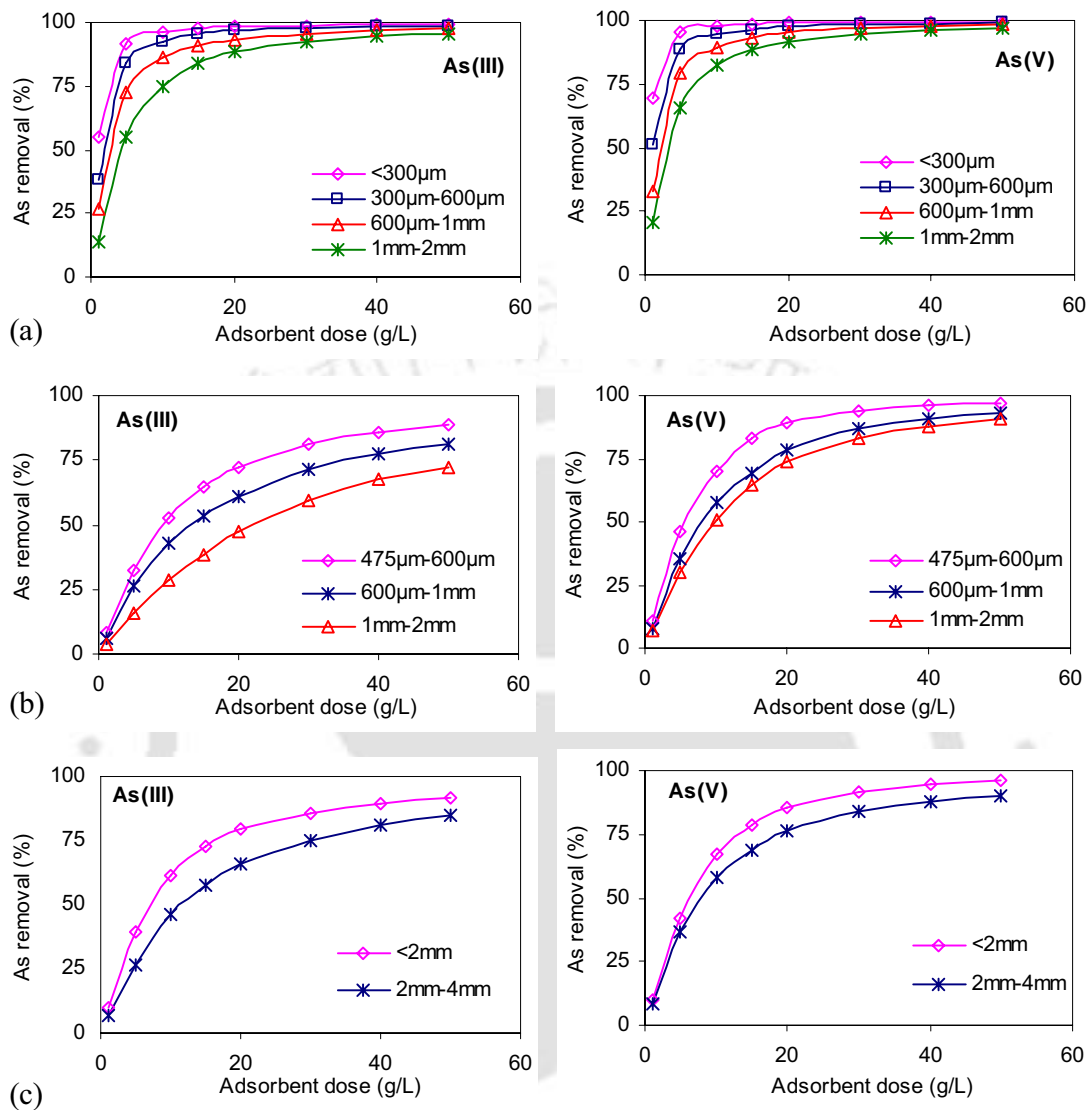 100
75
50
25
0
As removal (%)
As(III)
<300µm
300µm-600µm
600µm-1mm
1mm-2mm
0 20 40 60
Adsorbent dose (g/L)
100
75
50
25
0
As removal (%)
As(V)
<300µm
300µm-600µm
600µm-1mm
1mm-2mm
0 20 40 60
Adsorbent dose (g/L)
(a)
100
75
50
25
0
As removal (%)
As(III)
475µm-600µm
600µm-1mm
1mm-2mm
0 20 40 60
Adsorbent dose (g/L)
100
75
50
25
0
As removal (%)
As(V)
475µm-600µm
600µm-1mm
1mm-2mm
0 20 40 60
Adsorbent dose (g/L)
(b)
100
75
50
25
0
As removal (%)
As(III)
<2mm
2mm-4mm
0 20 40 60
Adsorbent dose (g/L)
100
75
50
25
0
As removal (%)
As(V)
<2mm
2mm-4mm
0 20 40 60
Adsorbent dose (g/L)
(c)